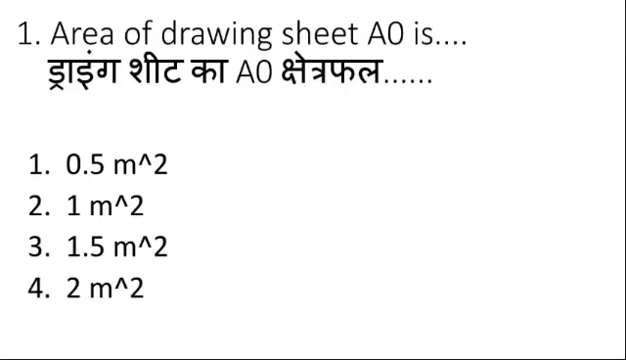 1. Area of drawing sheet A0 is....
ड्राइंग शीट का A0 क्षेत्रफल......
1. 0.5 m^2
2. 1 m^2
3. 1.5 m^2
4. 2 m^2